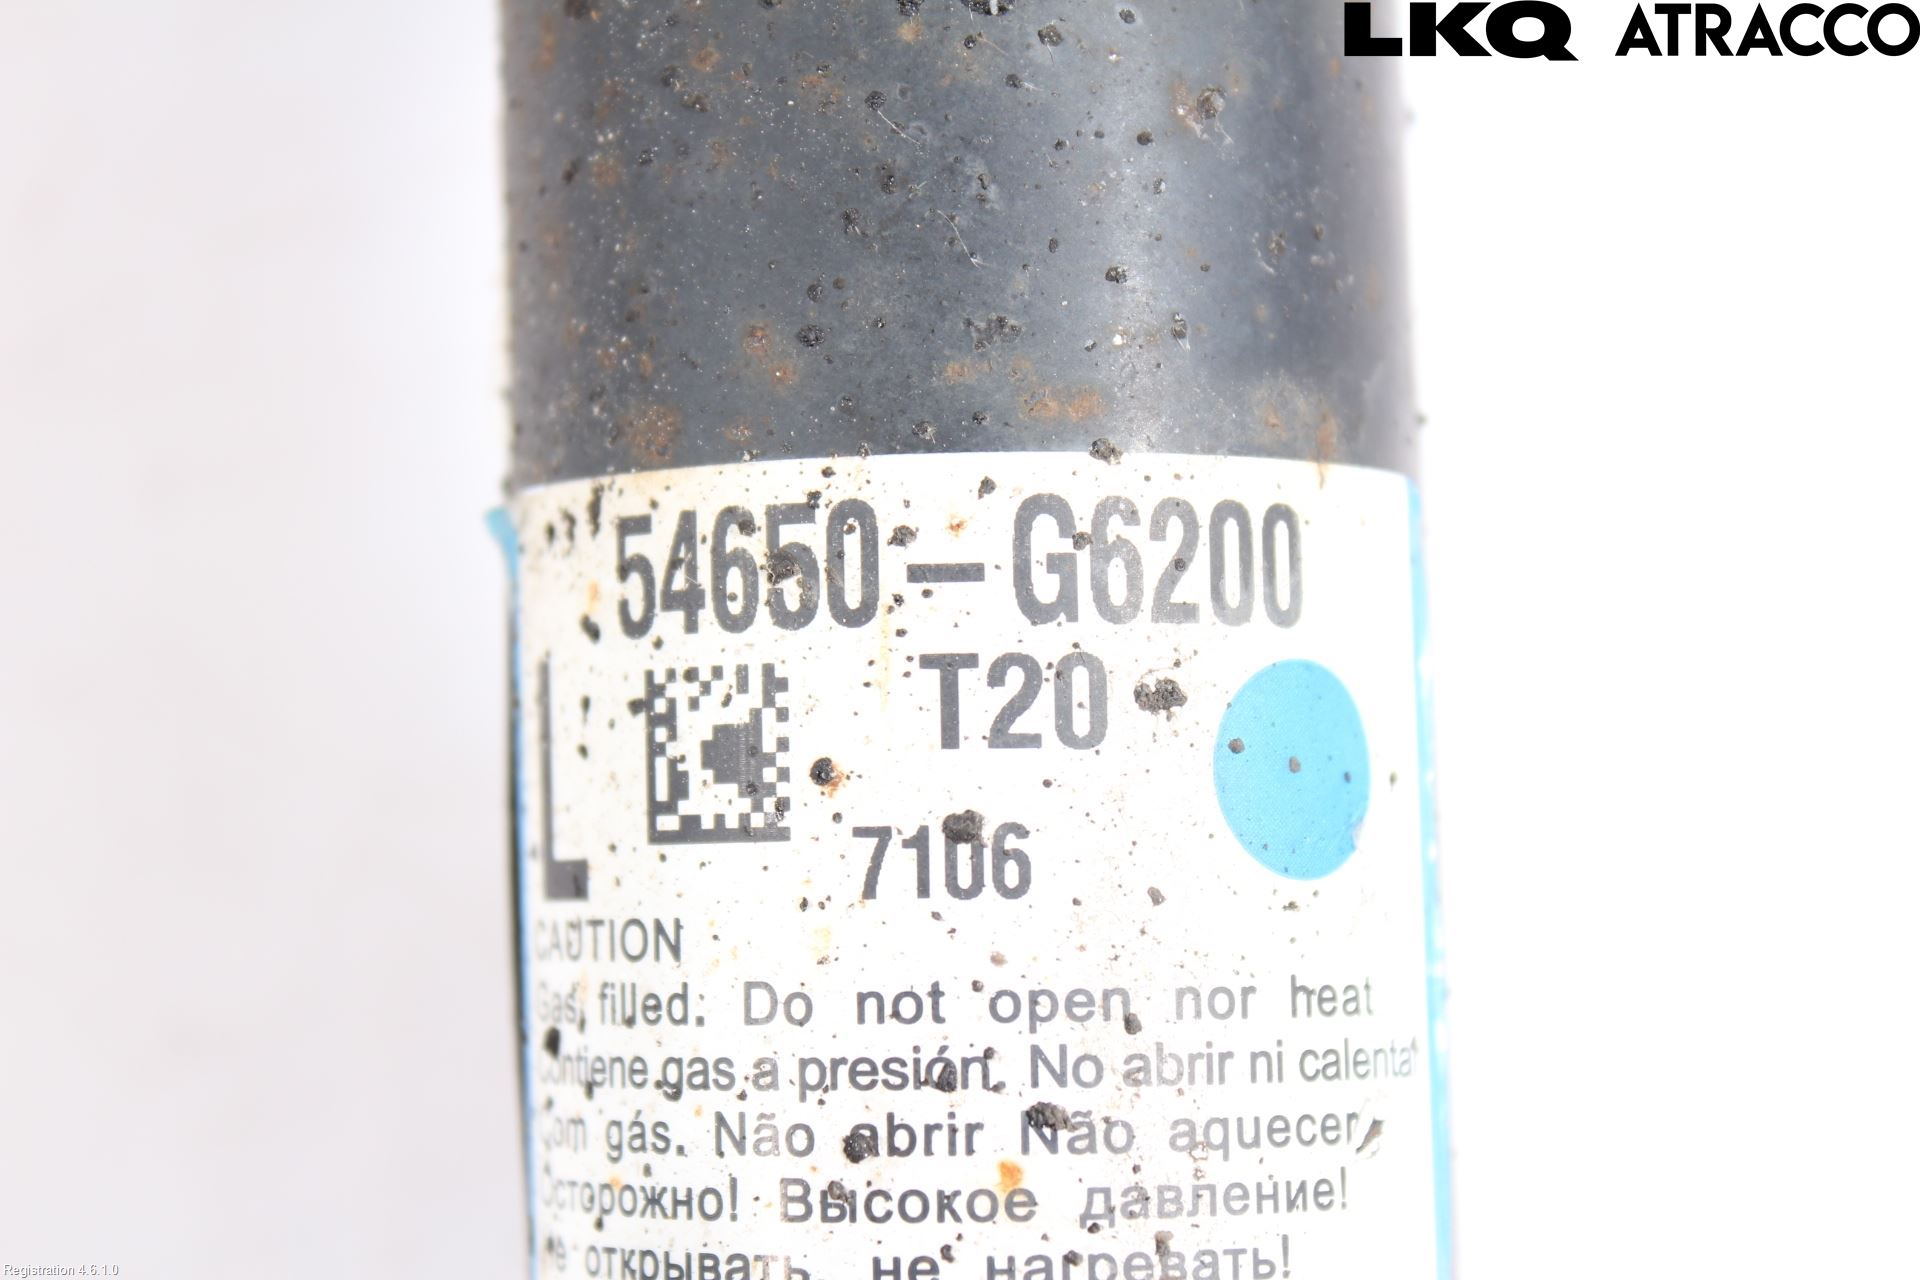 LKQ ATRACCO
54650-G6200
L T20
7106
CAUTION
Gas filled: Do not open nor heat
Contiene gas a presión. No abrir ni calentar
Com gás. Não abrir Não aquecer
Осторожно! Высокое давление!
Не открывать, не нагревать!
Registration 4.6.1.0